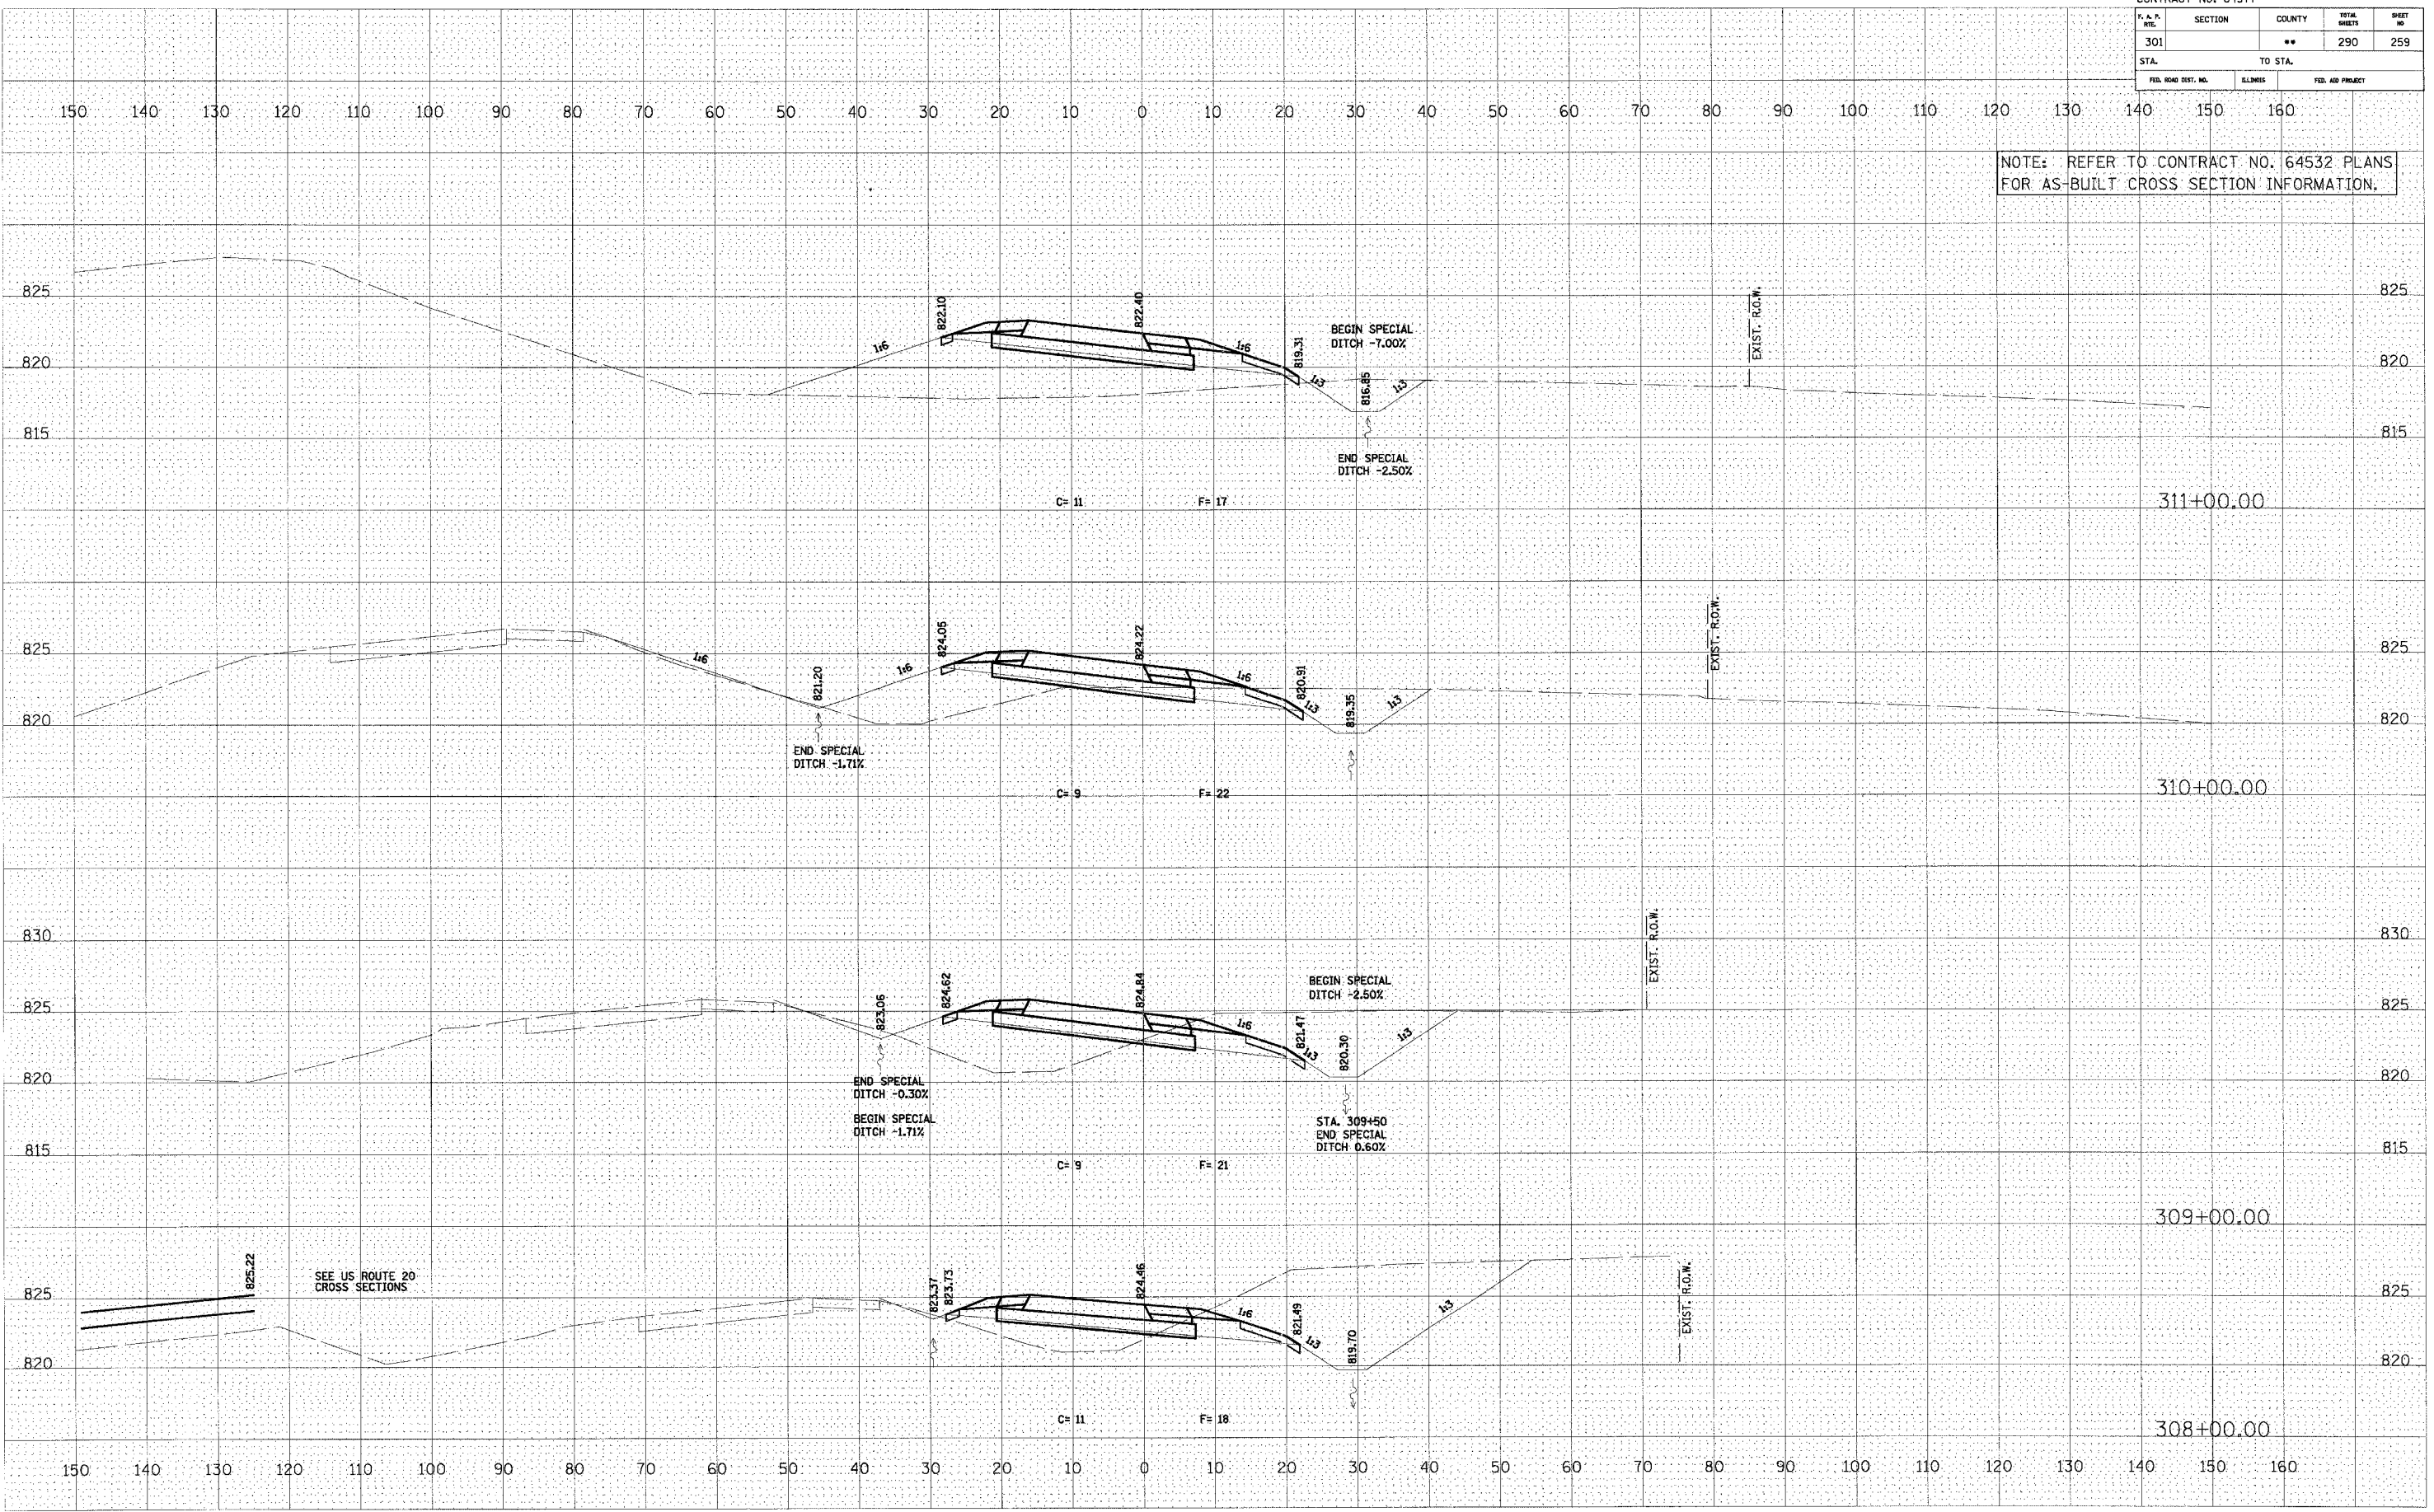 F. A. P. RTE. SECTION COUNTY TOTAL SHEETS SHEET NO
301 ** 290 259
STA. TO STA.
FED. ROAD DIST. NO. ILLINOIS FED. AID PROJECT
150 140 130 120 110 100 90 80 70 60 50 40 30 20 10 0 10 20 30 40 50 60 70 80 90 100 110 120 130 140 150 160
NOTE: REFER TO CONTRACT NO. 64532 PLANS
FOR AS-BUILT CROSS SECTION INFORMATION.
825 822.10 822.40 EXIST. R.O.W. 825
1:6 1:6 819.31 BEGIN SPECIAL
DITCH -7.00%
820 1:3 816.85 1:3 820
815 815
END SPECIAL
DITCH -2.50%
C= 11 F= 17 311+00.00
825 1:6 821.20 1:6 824.05 824.22 1:6 820.91 1:3 819.35 1:3 EXIST. R.O.W. 825
820 820
END SPECIAL
DITCH -1.71%
C= 9 F= 22 310+00.00
830 EXIST. R.O.W. 830
BEGIN SPECIAL
DITCH -2.50%
825 823.06 824.62 824.84 1:6 821.47 1:3 820.30 1:3 825
820 820
END SPECIAL
DITCH -0.30%
BEGIN SPECIAL
DITCH -1.71%
STA. 309+50
END SPECIAL
DITCH 0.60%
815 815
C= 9 F= 21
309+00.00
825.22 SEE US ROUTE 20
CROSS SECTIONS
825 823.37 823.73 824.46 1:6 821.49 1:3 819.70 1:3 EXIST. R.O.W. 825
820 820
C= 11 F= 18 308+00.00
150 140 130 120 110 100 90 80 70 60 50 40 30 20 10 0 10 20 30 40 50 60 70 80 90 100 110 120 130 140 150 160